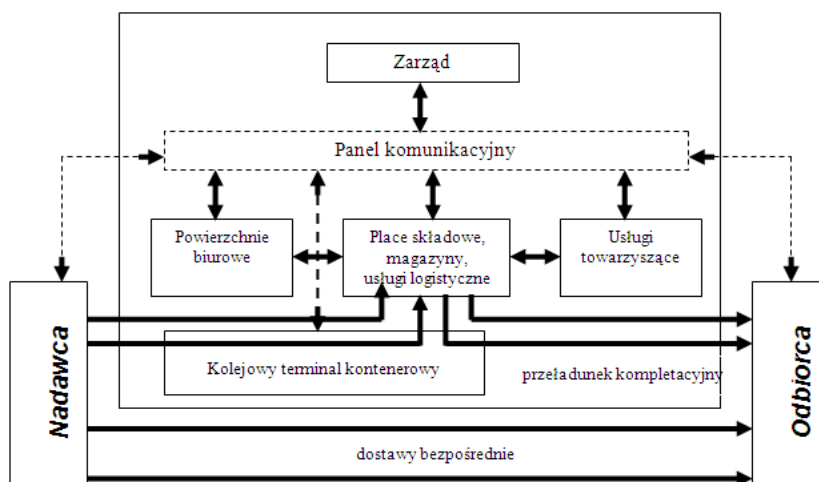 Zarząd
Panel komunikacyjny
Powierzchnie
biurowe
Place składowe,
magazyny,
usługi logistyczne
Usługi
towarzyszące
Nadawca
Odbiorca
Kolejowy terminal kontenerowy
przeładunek kompletacyjny
dostawy bezpośrednie